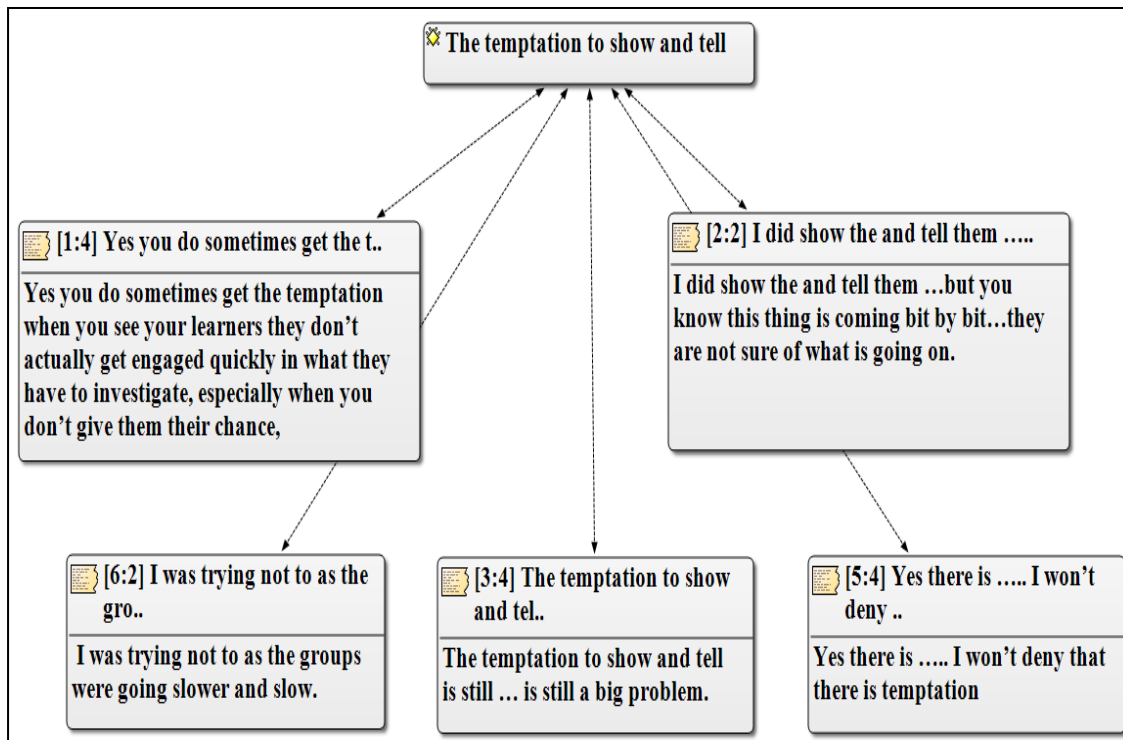 The temptation to show and tell
[1:4] Yes you do sometimes get the t..
Yes you do sometimes get the temptation
when you see your learners they don't
actually get engaged quickly in what they
have to investigate, especially when you
don't give them their chance,
[2:2] I did show the and tell them …..
I did show the and tell them …but you
know this thing is coming bit by bit…they
are not sure of what is going on.
[6:2] I was trying not to as the
gro..
I was trying not to as the groups
were going slower and slow.
[3:4] The temptation to show
and tel..
The temptation to show and tell
is still … is still a big problem.
[5:4] Yes there is ….. I won't
deny ..
Yes there is ….. I won't deny that
there is temptation